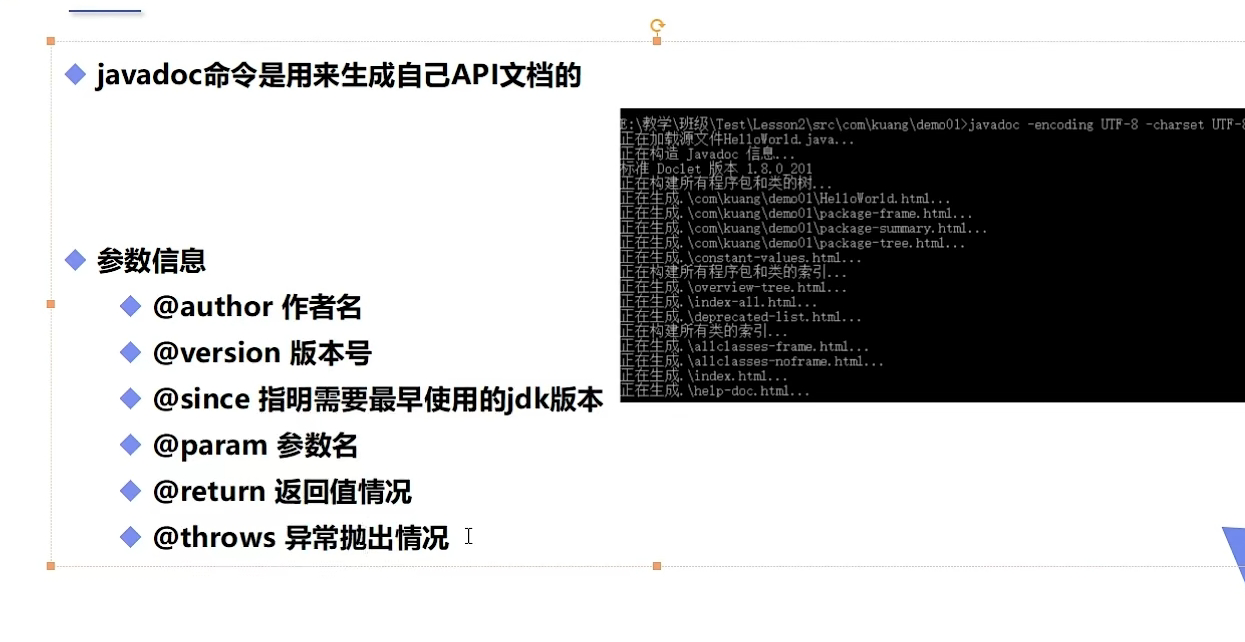 javadoc命令是用来生成自己API文档的
E:\教学\班级\Test\Lesson2\src\com\kuang\demo01>javadoc -encoding UTF-8 -charset UTF-8
正在加载源文件HelloWorld.java...
正在构造 Javadoc 信息...
标准 Doclet 版本 1.8.0_201
正在构建所有程序包和类的树...
正在生成.\com\kuang\demo01\HelloWorld.html...
正在生成.\com\kuang\demo01\package-frame.html...
正在生成.\com\kuang\demo01\package-summary.html...
正在生成.\com\kuang\demo01\package-tree.html...
正在生成.\constant-values.html...
正在构建所有程序包和类的索引...
正在生成.\overview-tree.html...
正在生成.\index-all.html...
正在生成.\deprecated-list.html...
正在构建所有类的索引...
正在生成.\allclasses-frame.html...
正在生成.\allclasses-noframe.html...
正在生成.\index.html...
正在生成.\help-doc.html...
参数信息
@author 作者名
@version 版本号
@since 指明需要最早使用的jdk版本
@param 参数名
@return 返回值情况
@throws 异常抛出情况